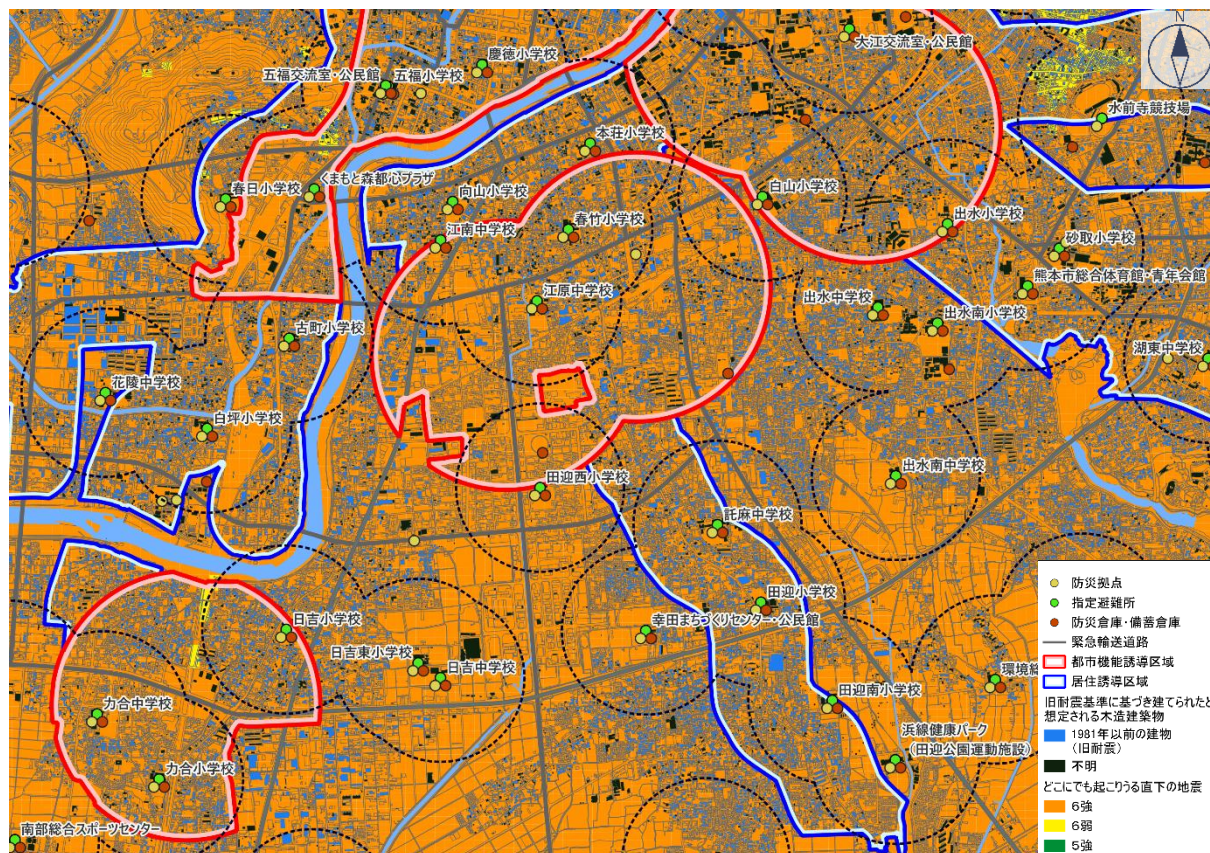 N
大江交流室・公民館
慶徳小学校
五福交流室・公民館
五福小学校
水前寺競技場
本荘小学校
くまもと森都心プラザ
春日小学校
向山小学校
白山小学校
春竹小学校
出水小学校
江南中学校
砂取小学校
熊本市総合体育館・青年会館
江原中学校
出水中学校
出水南小学校
古町小学校
湖東中学校
花陵中学校
白坪小学校
出水南中学校
田迎西小学校
託麻中学校
田迎小学校
幸田まちづくりセンター・公民館
日吉小学校
日吉東小学校
日吉中学校
環境総
田迎南小学校
力合中学校
浜線健康パーク
(田迎公園運動施設)
力合小学校
南部総合スポーツセンター
防災拠点
指定避難所
防災倉庫・備蓄倉庫
緊急輸送道路
都市機能誘導区域
居住誘導区域
旧耐震基準に基づき建てられたと
想定される木造建築物
1981年以前の建物
(旧耐震)
不明
どこにでも起こりうる直下の地震
6強
6弱
5強